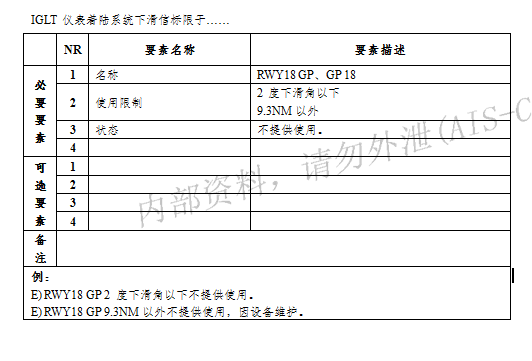 IGLT 仪表着陆系统下滑信标限于……
NR 要素名称 要素描述
必要要素
1 名称 RWY18 GP、GP 18
2 使用限制 2 度下滑角以下
9.3NM 以外
3 状态 不提供使用。
4
可选要素
1
2
3
4
备注
例：
E) RWY18 GP 2 度下滑角以下不提供使用。
E) RWY18 GP 9.3NM 以外不提供使用，因设备维护。
内部资料，请勿外泄(AIS-C